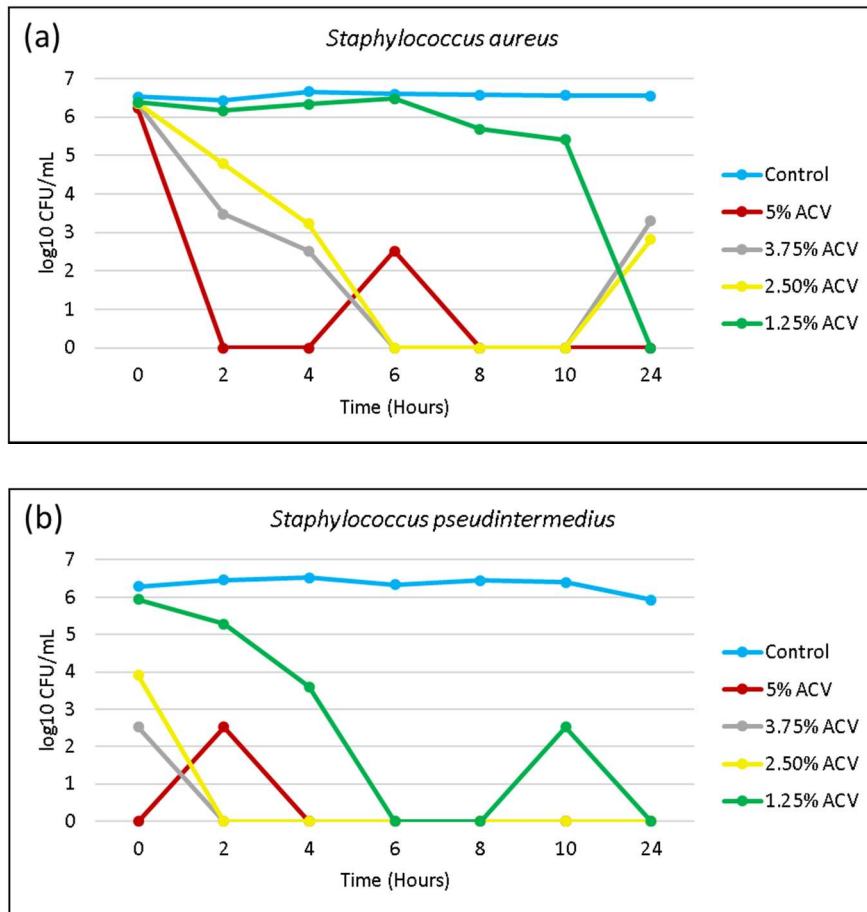 (a)
Staphylococcus aureus
log10 CFU/mL
7
6
5
4
3
2
1
0
0 2 4 6 8 10 24
Time (Hours)
Control
5% ACV
3.75% ACV
2.50% ACV
1.25% ACV
(b)
Staphylococcus pseudintermedius
log10 CFU/mL
7
6
5
4
3
2
1
0
0 2 4 6 8 10 24
Time (Hours)
Control
5% ACV
3.75% ACV
2.50% ACV
1.25% ACV